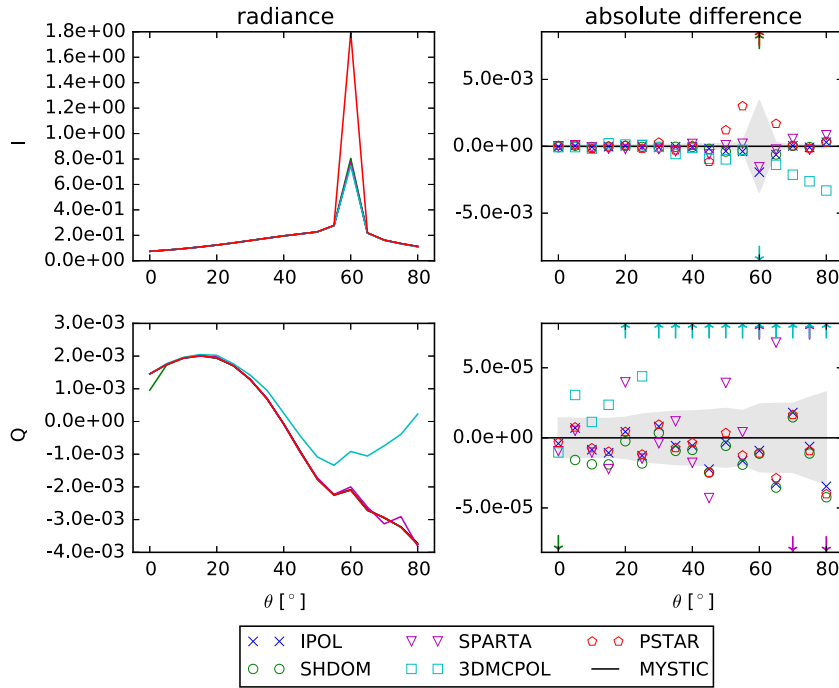 radiance
absolute difference
1.8e+00
1.6e+00
1.4e+00
1.2e+00
1.0e+00
8.0e-01
6.0e-01
4.0e-01
2.0e-01
0.0e+00
I
0 20 40 60 80
5.0e-03
0.0e+00
-5.0e-03
0 20 40 60 80
3.0e-03
2.0e-03
1.0e-03
0.0e+00
-1.0e-03
-2.0e-03
-3.0e-03
-4.0e-03
Q
0 20 40 60 80
θ [°]
5.0e-05
0.0e+00
-5.0e-05
0 20 40 60 80
θ [°]
IPOL SPARTA PSTAR
SHDOM 3DMCPOL MYSTIC